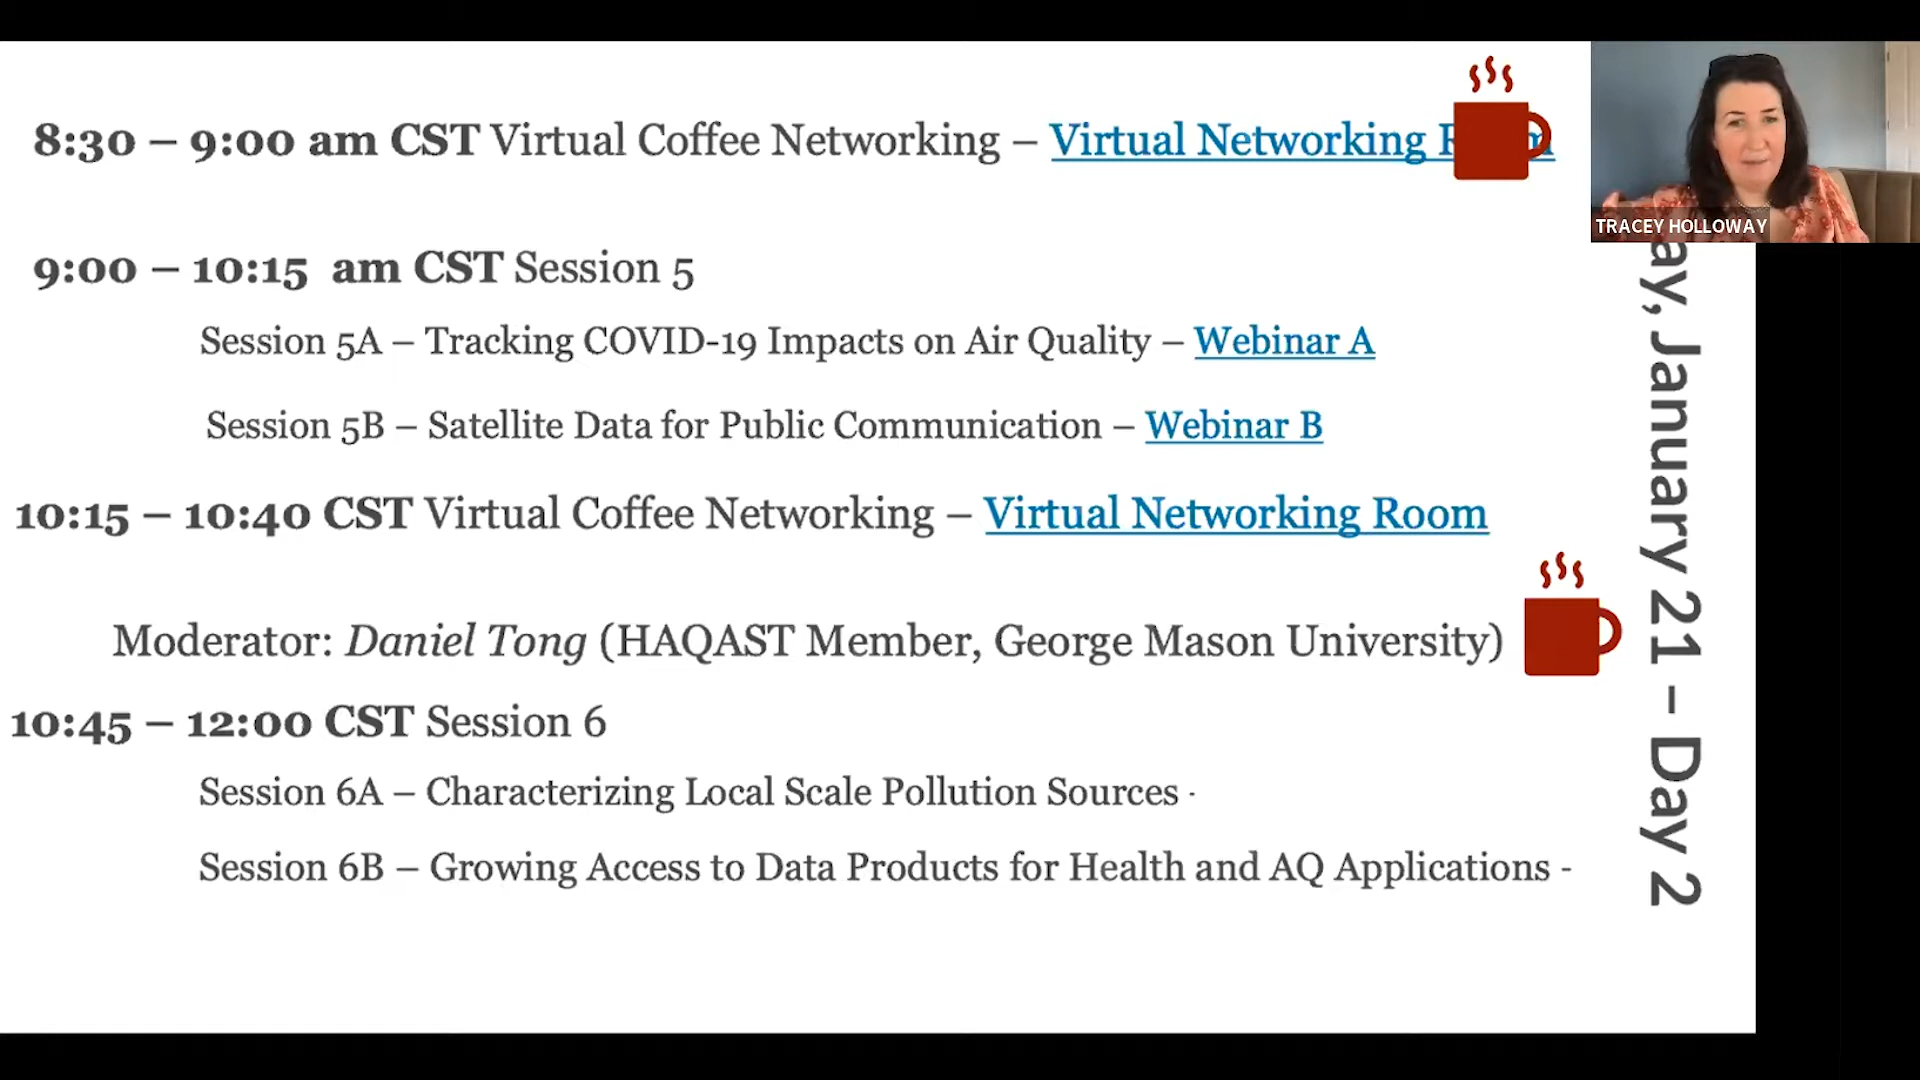 8:30 – 9:00 am CST Virtual Coffee Networking – Virtual Networking
TRACEY HOLLOWAY
9:00 – 10:15 am CST Session 5
Session 5A – Tracking COVID-19 Impacts on Air Quality – Webinar A
Session 5B – Satellite Data for Public Communication – Webinar B
10:15 – 10:40 CST Virtual Coffee Networking – Virtual Networking Room
Moderator: Daniel Tong (HAQAST Member, George Mason University)
10:45 – 12:00 CST Session 6
Session 6A – Characterizing Local Scale Pollution Sources -
Session 6B – Growing Access to Data Products for Health and AQ Applications -
January 21 – Day 2